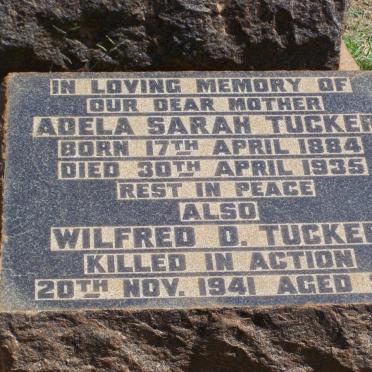 IN LOVING MEMORY OF
OUR DEAR MOTHER
ADELA SARAH TUCKER
BORN 17TH APRIL 1884
DIED 30TH APRIL 1935
REST IN PEACE
ALSO
WILFRED D. TUCKER
KILLED IN ACTION
20TH NOV. 1941 AGED